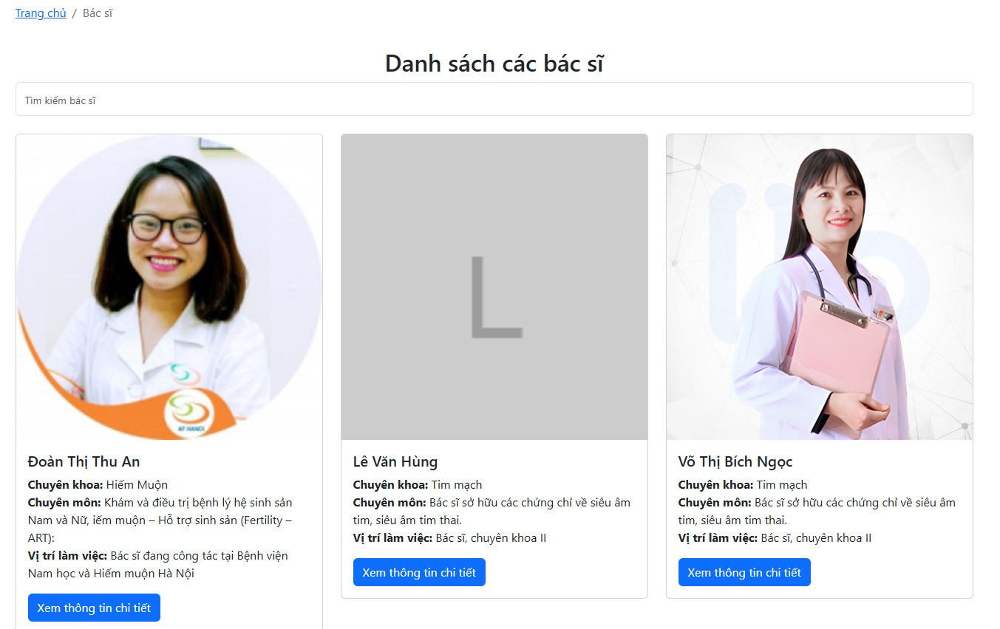 Trang chủ / Bác sĩ
Danh sách các bác sĩ
Tìm kiếm bác sĩ
L
Đoàn Thị Thu An
Chuyên khoa: Hiếm Muộn
Chuyên môn: Khám và điều trị bệnh lý hệ sinh sản
Nam và Nữ, iếm muộn – Hỗ trợ sinh sản (Fertility –
ART):
Vị trí làm việc: Bác sĩ đang công tác tại Bệnh viện
Nam học và Hiếm muộn Hà Nội
Xem thông tin chi tiết
Lê Văn Hùng
Chuyên khoa: Tim mạch
Chuyên môn: Bác sĩ sở hữu các chứng chỉ về siêu âm
tim, siêu âm tim thai.
Vị trí làm việc: Bác sĩ, chuyên khoa II
Xem thông tin chi tiết
Võ Thị Bích Ngọc
Chuyên khoa: Tim mạch
Chuyên môn: Bác sĩ sở hữu các chứng chỉ về siêu âm
tim, siêu âm tim thai.
Vị trí làm việc: Bác sĩ, chuyên khoa II
Xem thông tin chi tiết